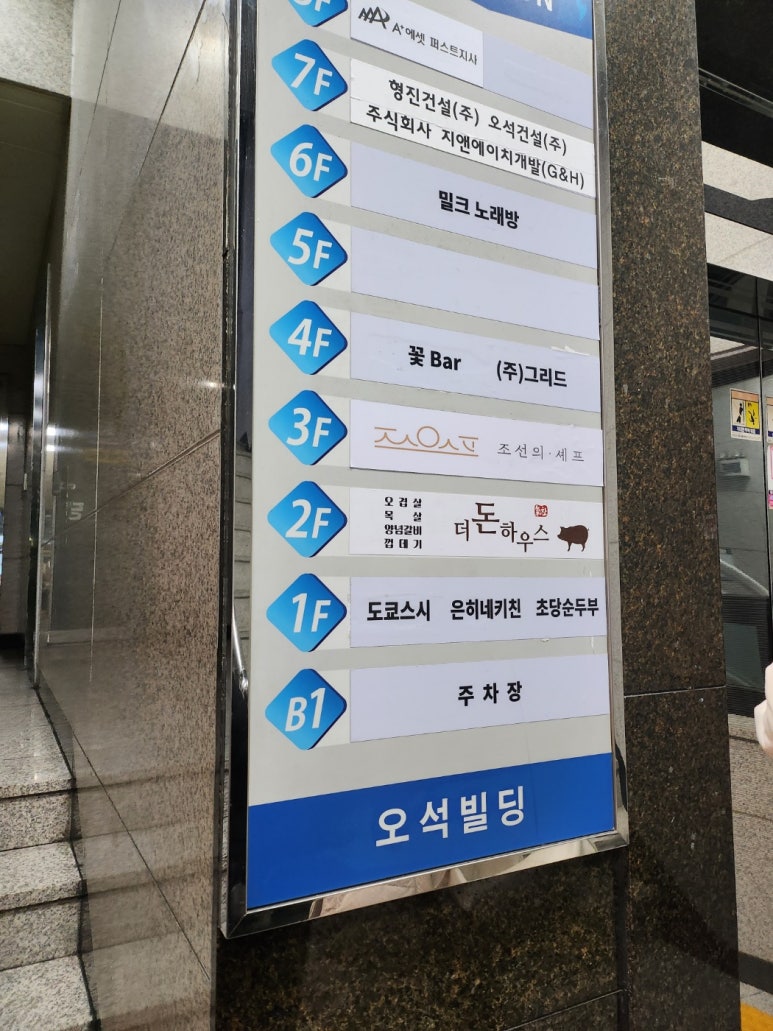 A+에셋 퍼스트지사
7F
형진건설(주) 오석건설(주)
주식회사 지앤에이치개발(G&H)
6F
밀크 노래방
5F
4F
꽃 Bar (주)그리드
3F
조선의·셰프
2F
오겹살
목살
양념갈비
껍데기
더돈하우스
1F
도쿄스시 은히네키친 초당순두부
B1
주차장
오석빌딩